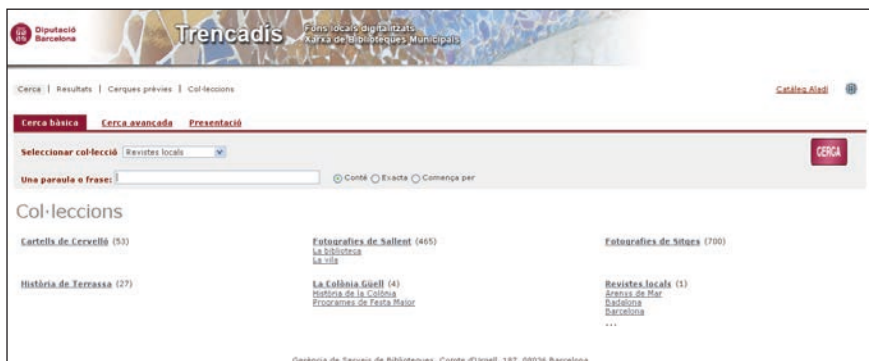 Diputació
Barcelona
Trencadís
Fons locals digitalitzats
Xarxa de Biblioteques Municipals
Cerca | Resultats | Cerques prèvies | Col·leccions
Catàleg Aladí
Cerca bàsica Cerca avançada Presentació
Seleccionar col·lecció Revistes locals
CERCA
Una paraula o frase: Conté Exacta Comença per
Col·leccions
Cartells de Cervelló (53) Fotografies de Sallent (465) Fotografies de Sitges (700)
La biblioteca
La vila
Història de Terrassa (27) La Colònia Güell (4) Revistes locals (1)
Història de la Colònia Arenys de Mar
Programes de Festa Major Badalona
Barcelona
...
Gerència de Serveis de Biblioteques. Comte d'Urgell, 187. 08036 Barcelona